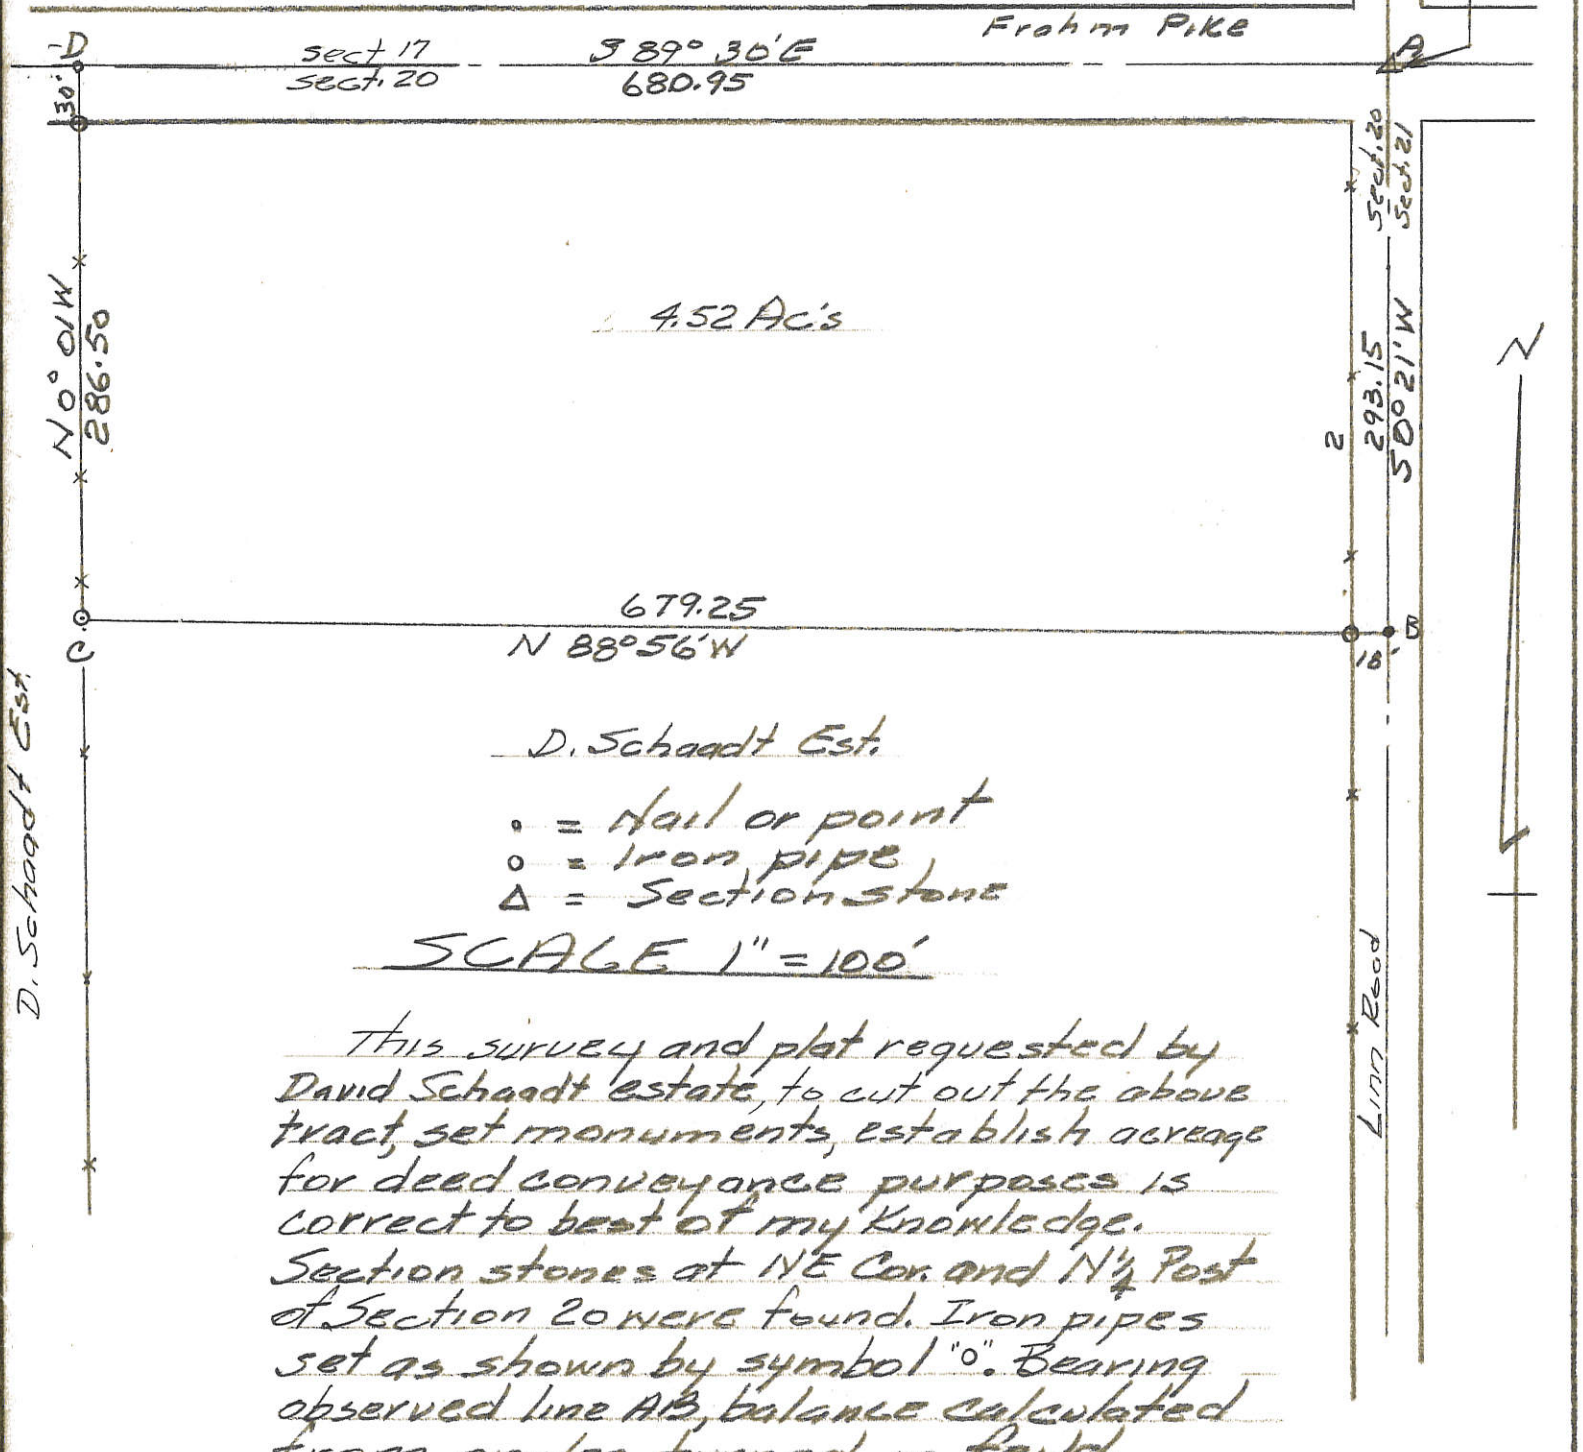 Frahm Pike
D
sect 17
S 89° 30' E
A
30'
sect. 20
680.95
Sect. 20
Sect. 21
4.52 Ac's
N 0° 01' W
286.50
293.15
S 0° 21' W
2
N
679.25
N 88° 56' W
C
B
18'
D. Schaadt Est.
D. Schaadt Est.
• = Nail or point
o = Iron pipe
Δ = Section stone
SCALE 1" = 100'
Linn Road
This survey and plat requested by
David Schaadt estate, to cut out the above
tract, set monuments, establish acreage
for deed conveyance purposes is
correct to best of my Knowledge.
Section stones at NE Cor. and N¼ Post
of Section 20 were found. Iron pipes
set as shown by symbol "o". Bearing
observed line AB, balance calculated